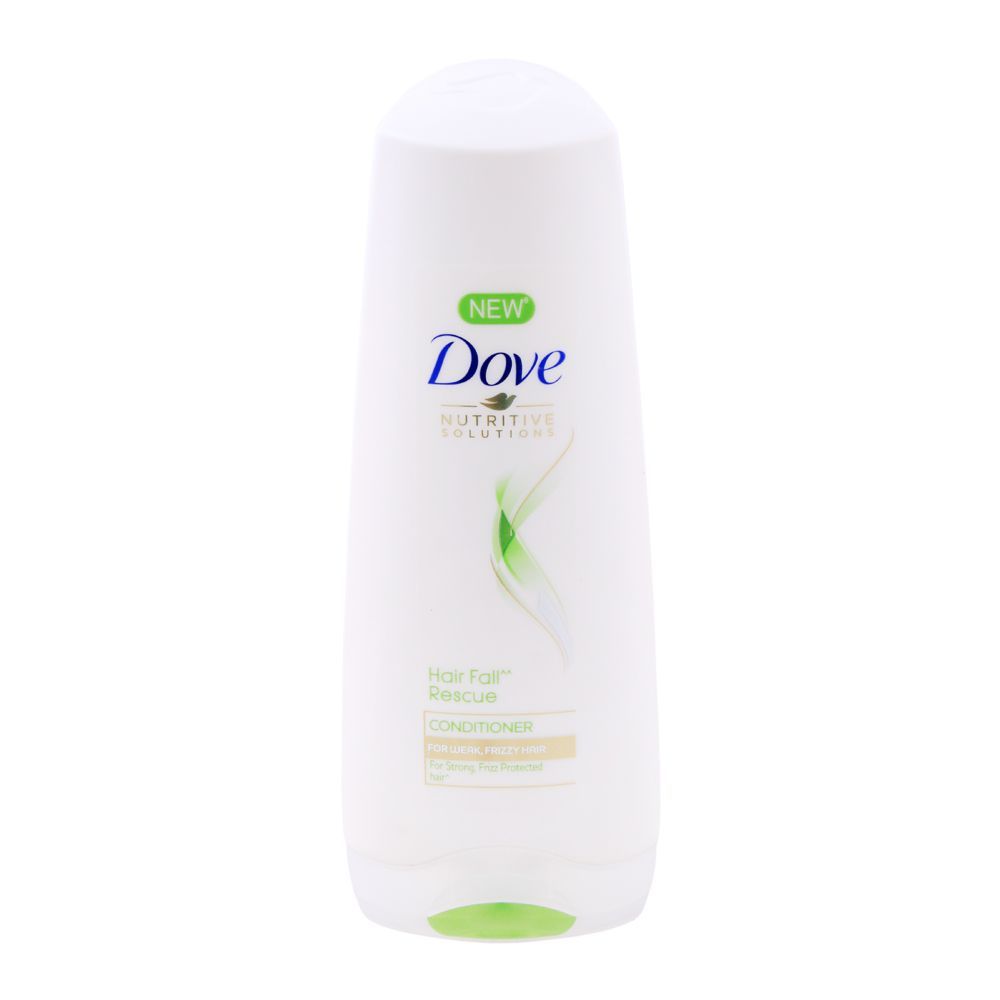 NEW°
Dove
NUTRITIVE
SOLUTIONS
Hair Fall^^
Rescue
CONDITIONER
FOR WEAK, FRIZZY HAIR
For Strong, Frizz Protected
hair^